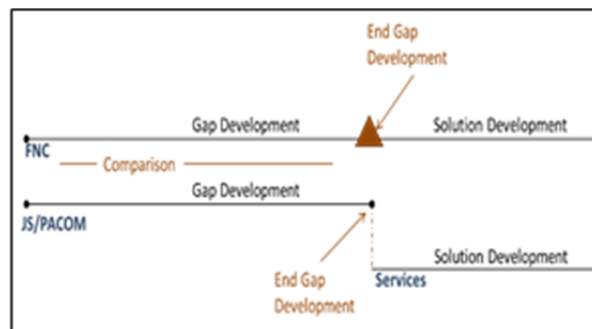 End Gap
Development
Gap Development
Solution Development
FNC
Comparison
Gap Development
JS/PACOM
Solution Development
End Gap
Development
Services